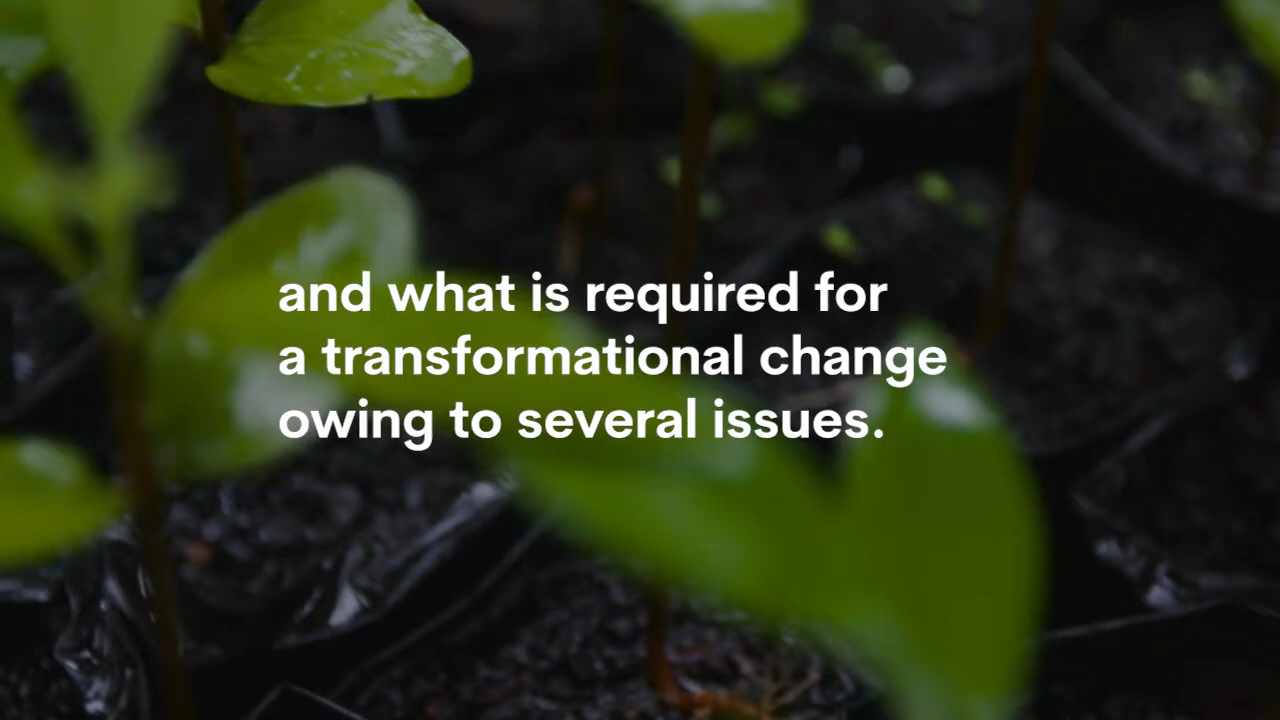 and what is required for
a transformational change
owing to several issues.